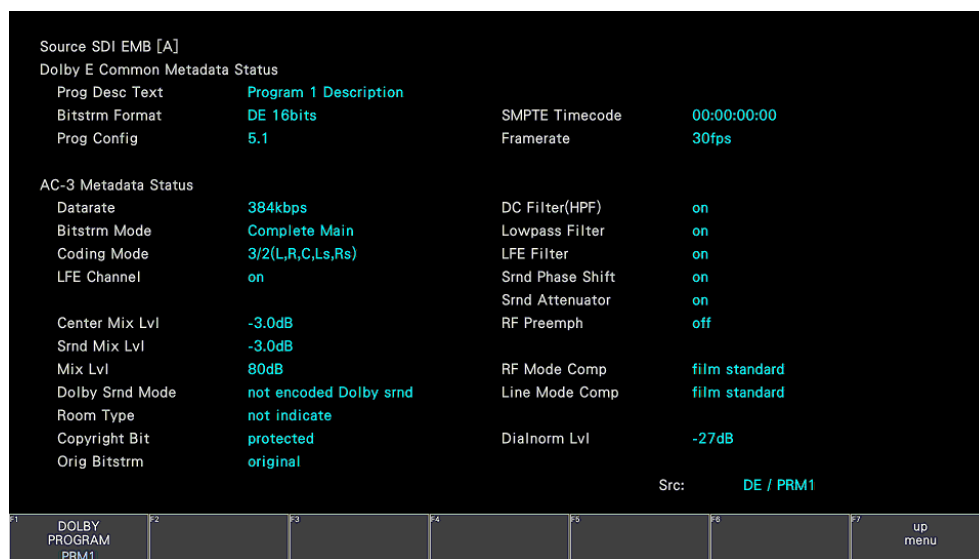 Source SDI EMB [A]
Dolby E Common Metadata Status
Prog Desc Text Program 1 Description
Bitstrm Format DE 16bits SMPTE Timecode 00:00:00:00
Prog Config 5.1 Framerate 30fps
AC-3 Metadata Status
Datarate 384kbps DC Filter(HPF) on
Bitstrm Mode Complete Main Lowpass Filter on
Coding Mode 3/2(L,R,C,Ls,Rs) LFE Filter on
LFE Channel on Srnd Phase Shift on
Srnd Attenuator on
Center Mix Lvl -3.0dB RF Preemph off
Srnd Mix Lvl -3.0dB
Mix Lvl 80dB RF Mode Comp film standard
Dolby Srnd Mode not encoded Dolby srnd Line Mode Comp film standard
Room Type not indicate
Copyright Bit protected Dialnorm Lvl -27dB
Orig Bitstrm original
Src: DE / PRM1
F1 F2 F3 F4 F5 F6 F7
DOLBY PROGRAM PRM1
up menu